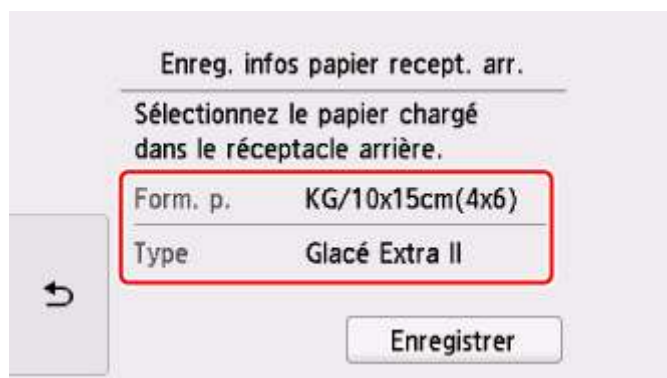 Enreg. infos papier recept. arr.
Sélectionnez le papier chargé
dans le réceptacle arrière.
Form. p. KG/10x15cm(4x6)
Type Glacé Extra II
Enregistrer